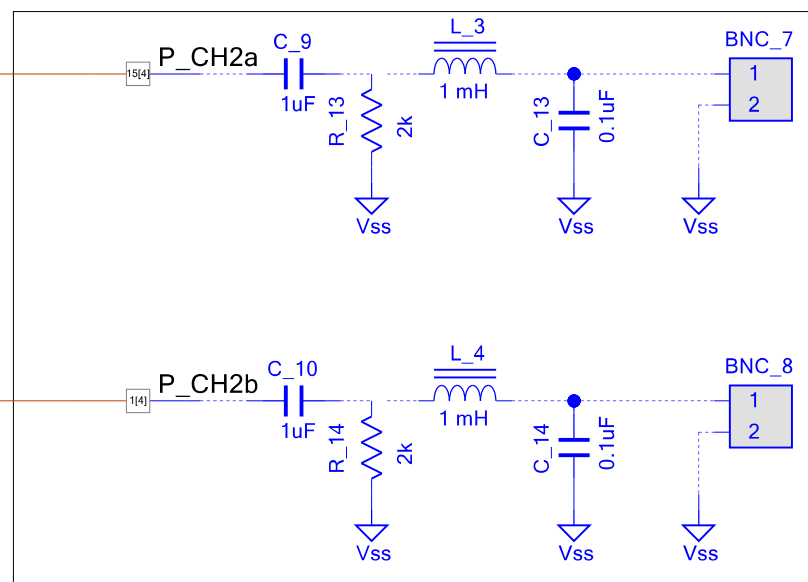 L_3
BNC_7
C_9
P_CH2a
15[4]
1
1uF
1 mH
2
R_13
2k
C_13
0.1uF
Vss
Vss
Vss
L_4
BNC_8
C_10
P_CH2b
1[4]
1
1uF
1 mH
2
R_14
2k
C_14
0.1uF
Vss
Vss
Vss